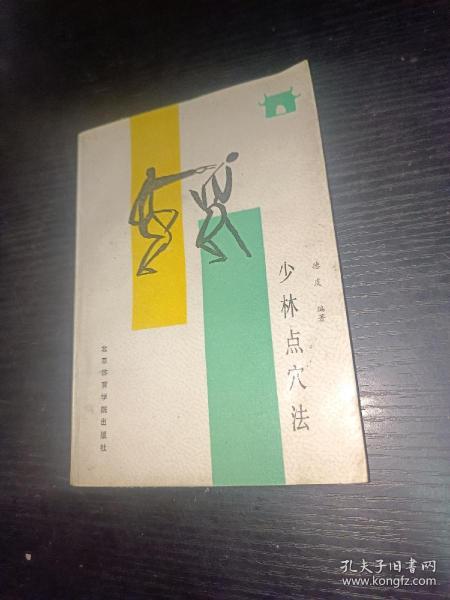 少林点穴法
德虔 编著
北京体育学院出版社
孔夫子旧书网
www.kongfz.com